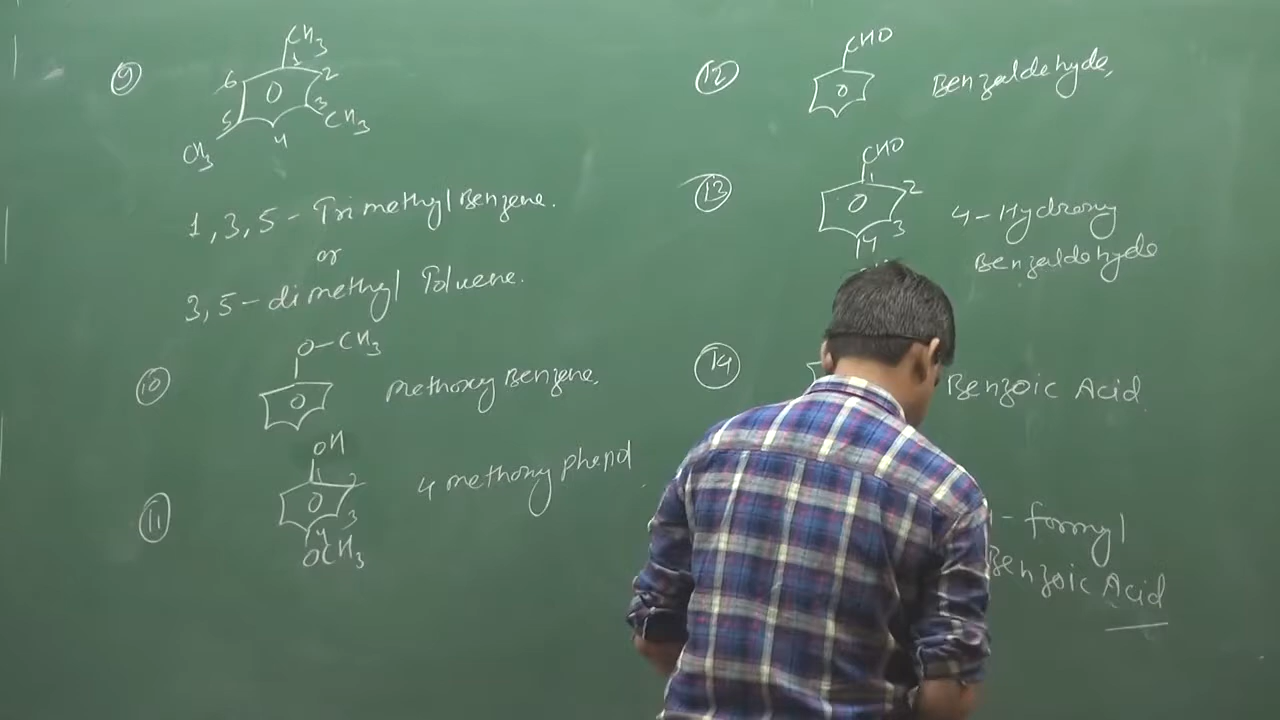 9
CH3
1
6
2
O
3
5
CH3
CH3
4
1,3,5- Trimethyl Benzene.
or
3,5- dimethyl Toluene.
10
O-CH3
O
Methoxy Benzene.
11
OH
1
2
O
3
4
OCH3
4 methoxy phenol
12
CHO
O
Benzaldehyde,
13
CHO
1
2
O
3
4
4-Hydroxy
Benzaldehyde
14
Benzoic Acid
- formyl
Benzoic Acid